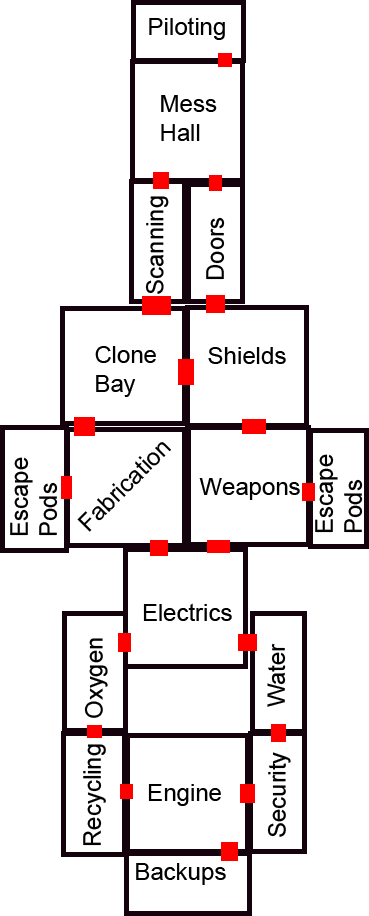 Piloting
Mess
Hall
Scanning
Doors
Clone
Bay
Shields
Escape
Pods
Fabrication
Weapons
Escape
Pods
Electrics
Oxygen
Water
Recycling
Engine
Security
Backups